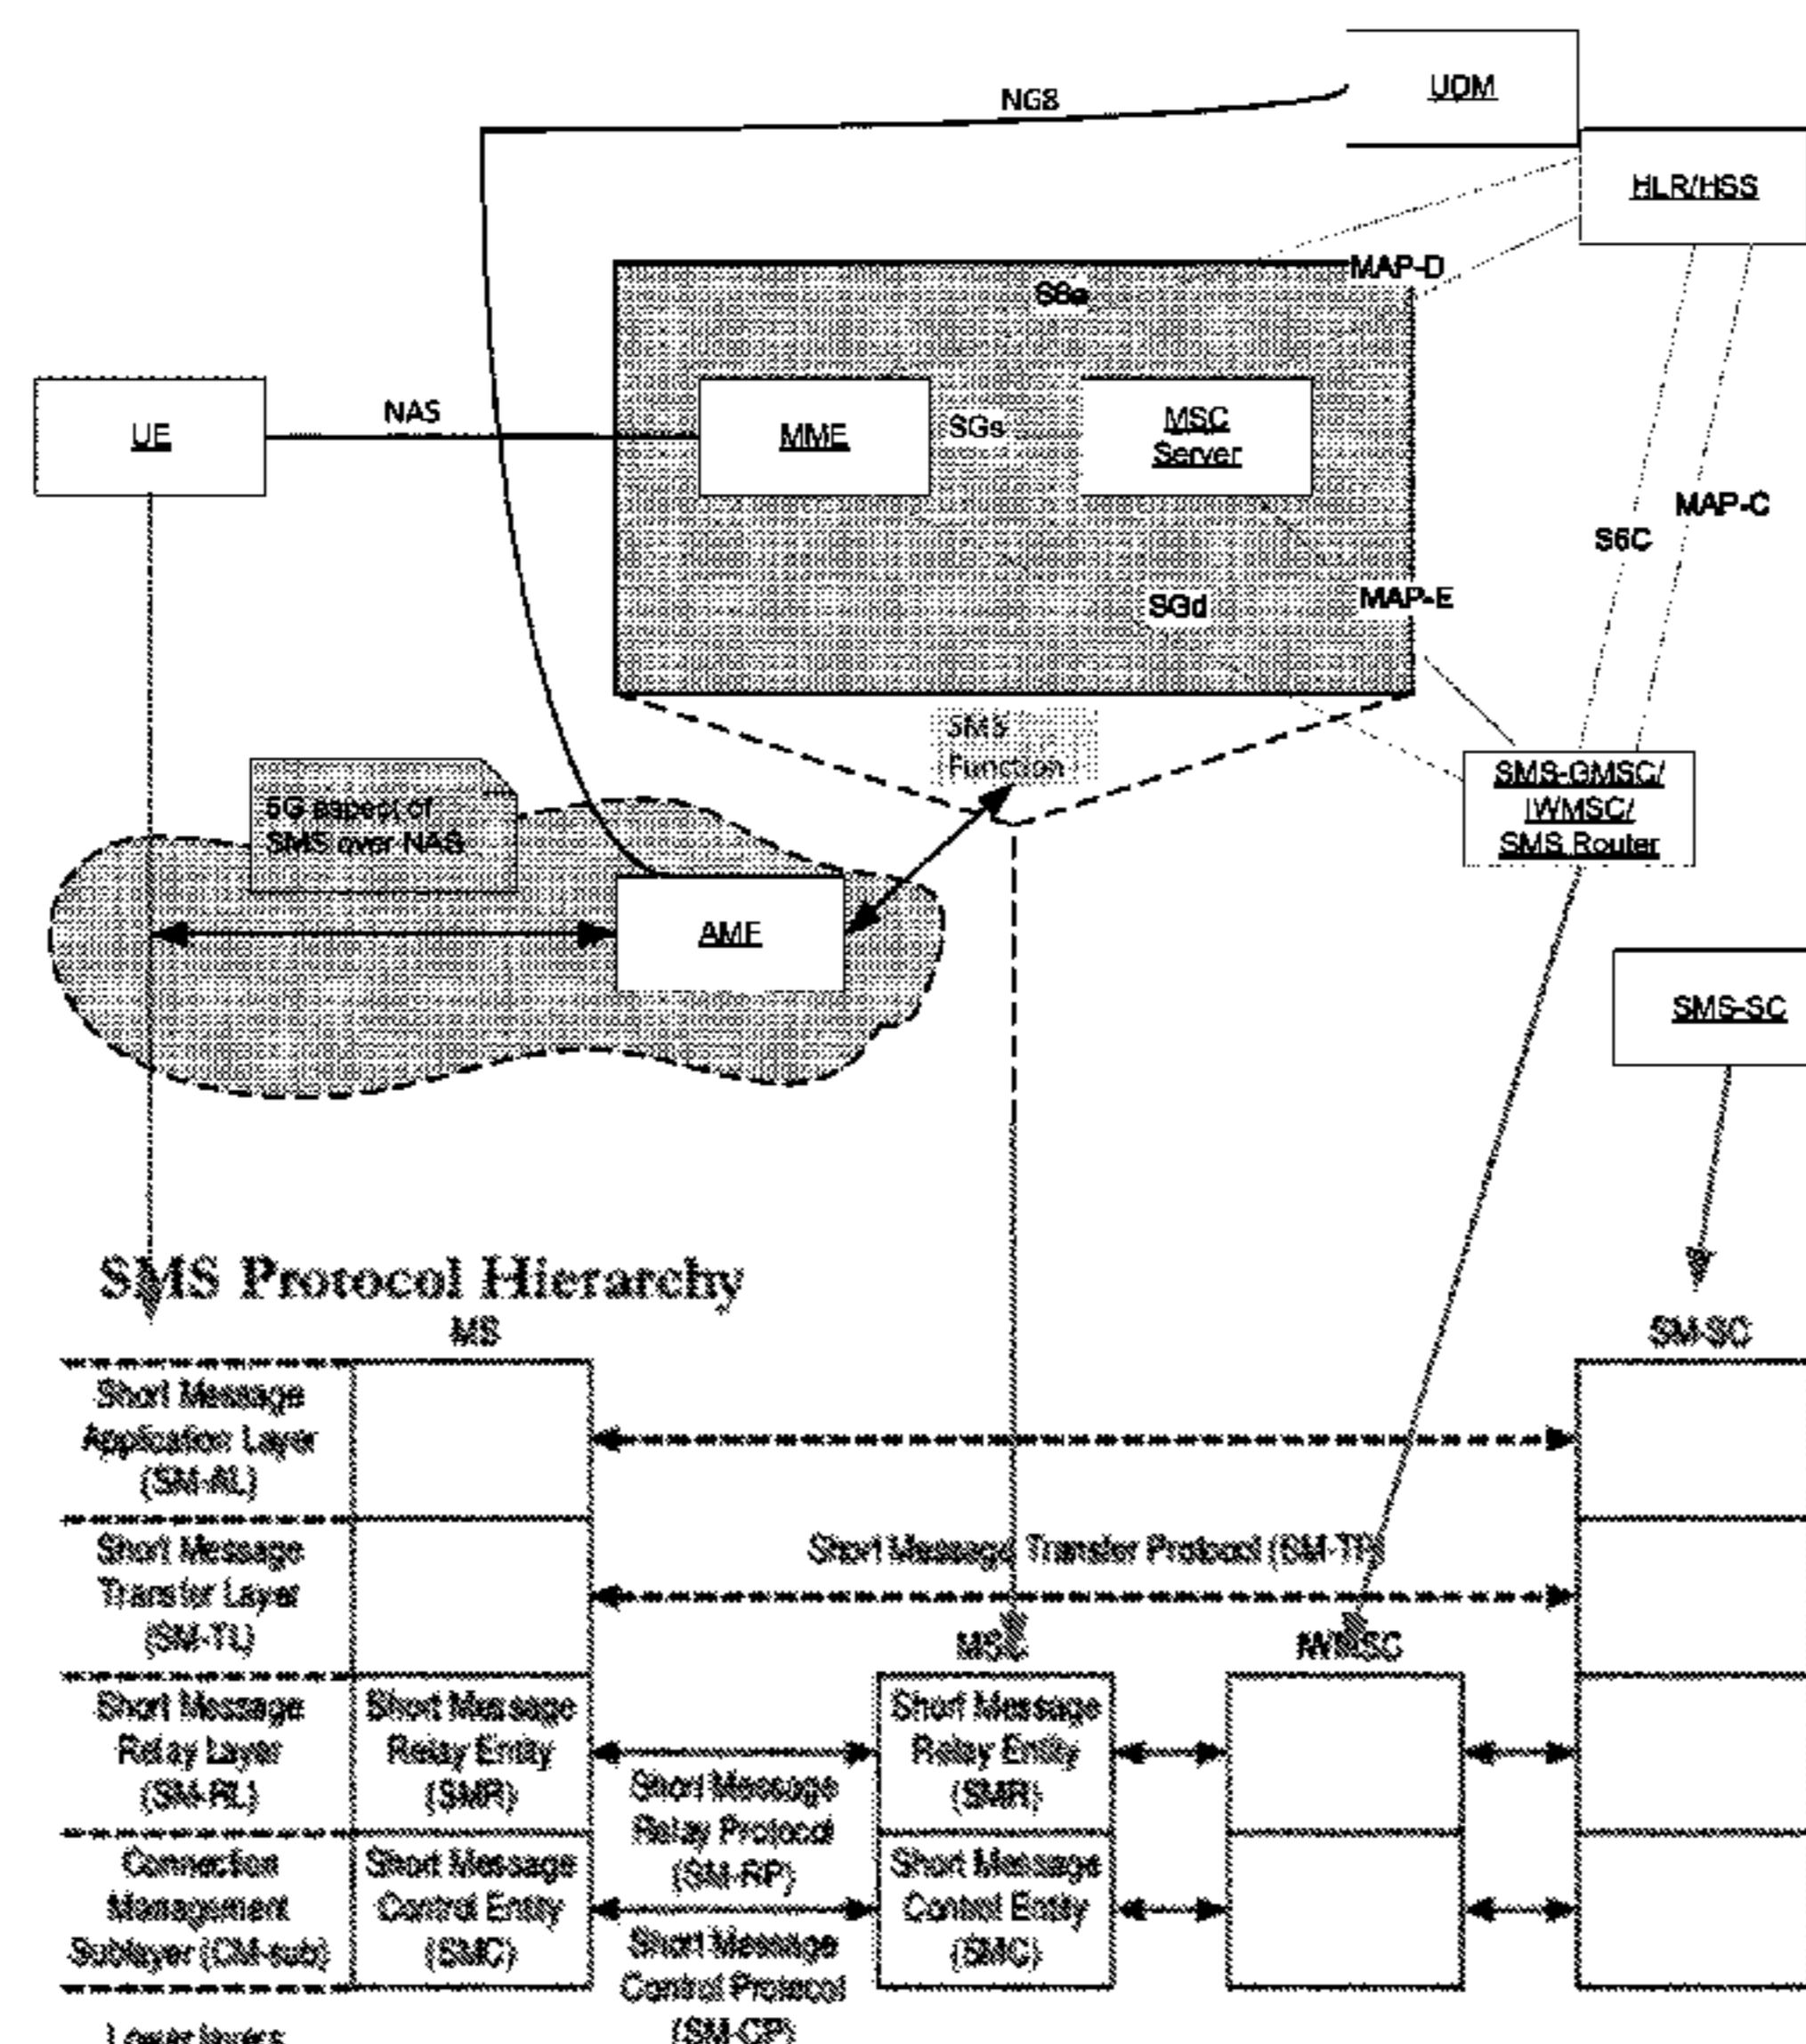 UDM
NG8
HLR/HSS
MAP-D
S6a
UE
NAS
MME
SGs
MSC
Server
MAP-C
S6C
MAP-E
SGd
SMS
Function
5G aspect of
SMS over NAS
SMS-GMSC/
IWMSC/
SMS Router
AMF
SMS-SC
SMS Protocol Hierarchy
MS
SM-SC
Short Message
Application Layer
(SM-AL)
Short Message
Transfer Layer
(SM-TL)
Short Message Transfer Protocol (SM-TP)
MSC
IWMSC
Short Message
Relay Layer
(SM-RL)
Short Message
Relay Entity
(SMR)
Short Message
Relay Protocol
(SM-RP)
Short Message
Relay Entity
(SMR)
Connection
Management
Sublayer (CM-sub)
Short Message
Control Entity
(SMC)
Short Message
Control Protocol
(SM-CP)
Short Message
Control Entity
(SMC)
Lower layers